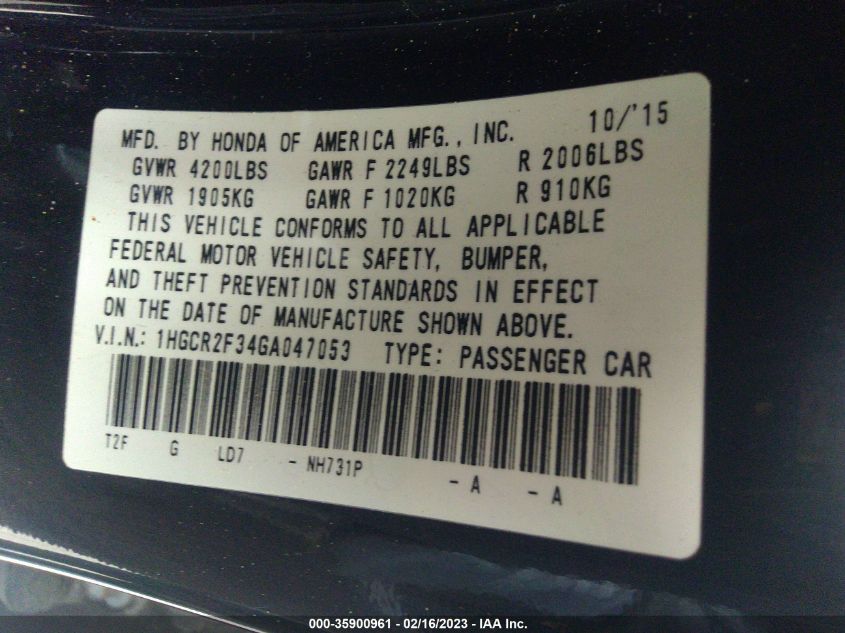 MFD. BY HONDA OF AMERICA MFG., INC. 10/'15
GVWR 4200LBS GAWR F 2249LBS R 2006LBS
GVWR 1905KG GAWR F 1020KG R 910KG
THIS VEHICLE CONFORMS TO ALL APPLICABLE
FEDERAL MOTOR VEHICLE SAFETY, BUMPER,
AND THEFT PREVENTION STANDARDS IN EFFECT
ON THE DATE OF MANUFACTURE SHOWN ABOVE.
V.I.N.: 1HGCR2F34GA047053 TYPE: PASSENGER CAR
T2F G LD7 - NH731P - A - A
000-35900961 - 02/16/2023 - IAA Inc.